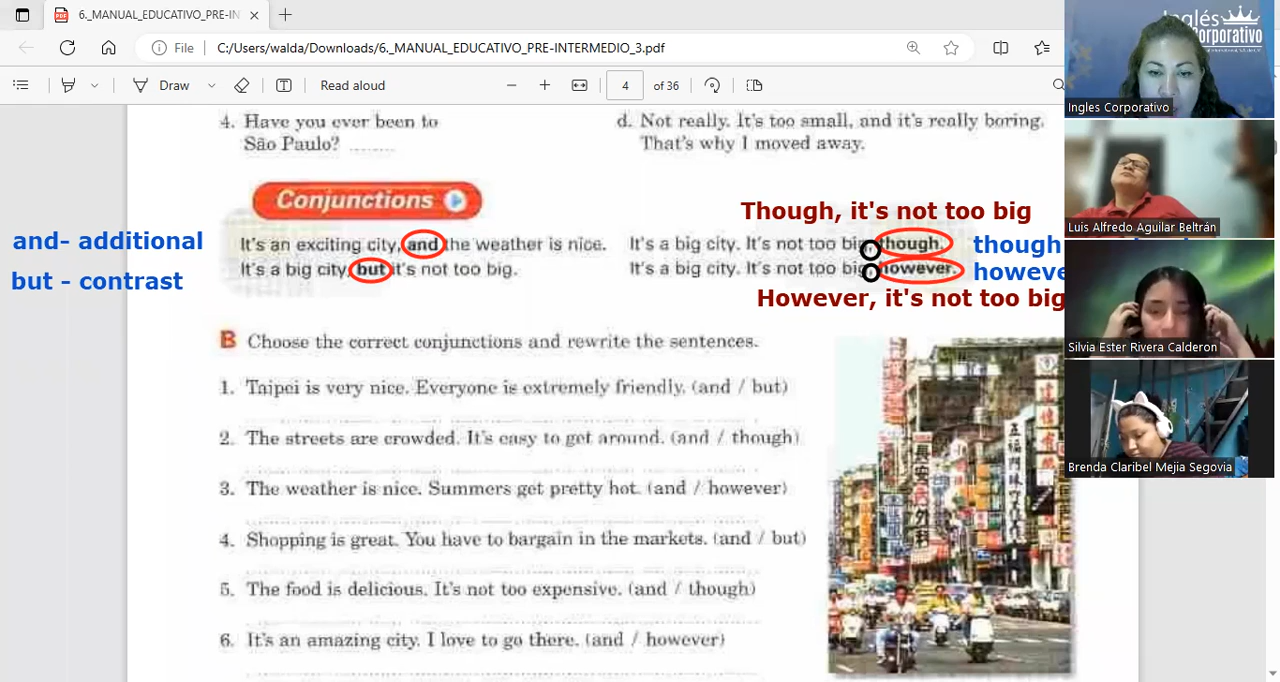 6._MANUAL_EDUCATIVO_PRE-IN
File C:/Users/walda/Downloads/6._MANUAL_EDUCATIVO_PRE-INTERMEDIO_3.pdf
Draw Read aloud 4 of 36
Inglés
Corporativo
Ingles Corporativo
Luis Alfredo Aguilar Beltrán
Silvia Ester Rivera Calderon
Brenda Claribel Mejia Segovia
4. Have you ever been to
São Paulo? ........
d. Not really. It's too small, and it's really boring.
That's why I moved away.
Conjunctions
Though, it's not too big
and- additional
but - contrast
It's an exciting city, and the weather is nice.
It's a big city, but it's not too big.
It's a big city. It's not too big, though.
It's a big city. It's not too big, however.
though
howeve
However, it's not too big
B Choose the correct conjunctions and rewrite the sentences.
1. Taipei is very nice. Everyone is extremely friendly. (and / but)
2. The streets are crowded. It's easy to get around. (and / though)
3. The weather is nice. Summers get pretty hot. (and / however)
4. Shopping is great. You have to bargain in the markets. (and / but)
5. The food is delicious. It's not too expensive. (and / though)
6. It's an amazing city. I love to go there. (and / however)